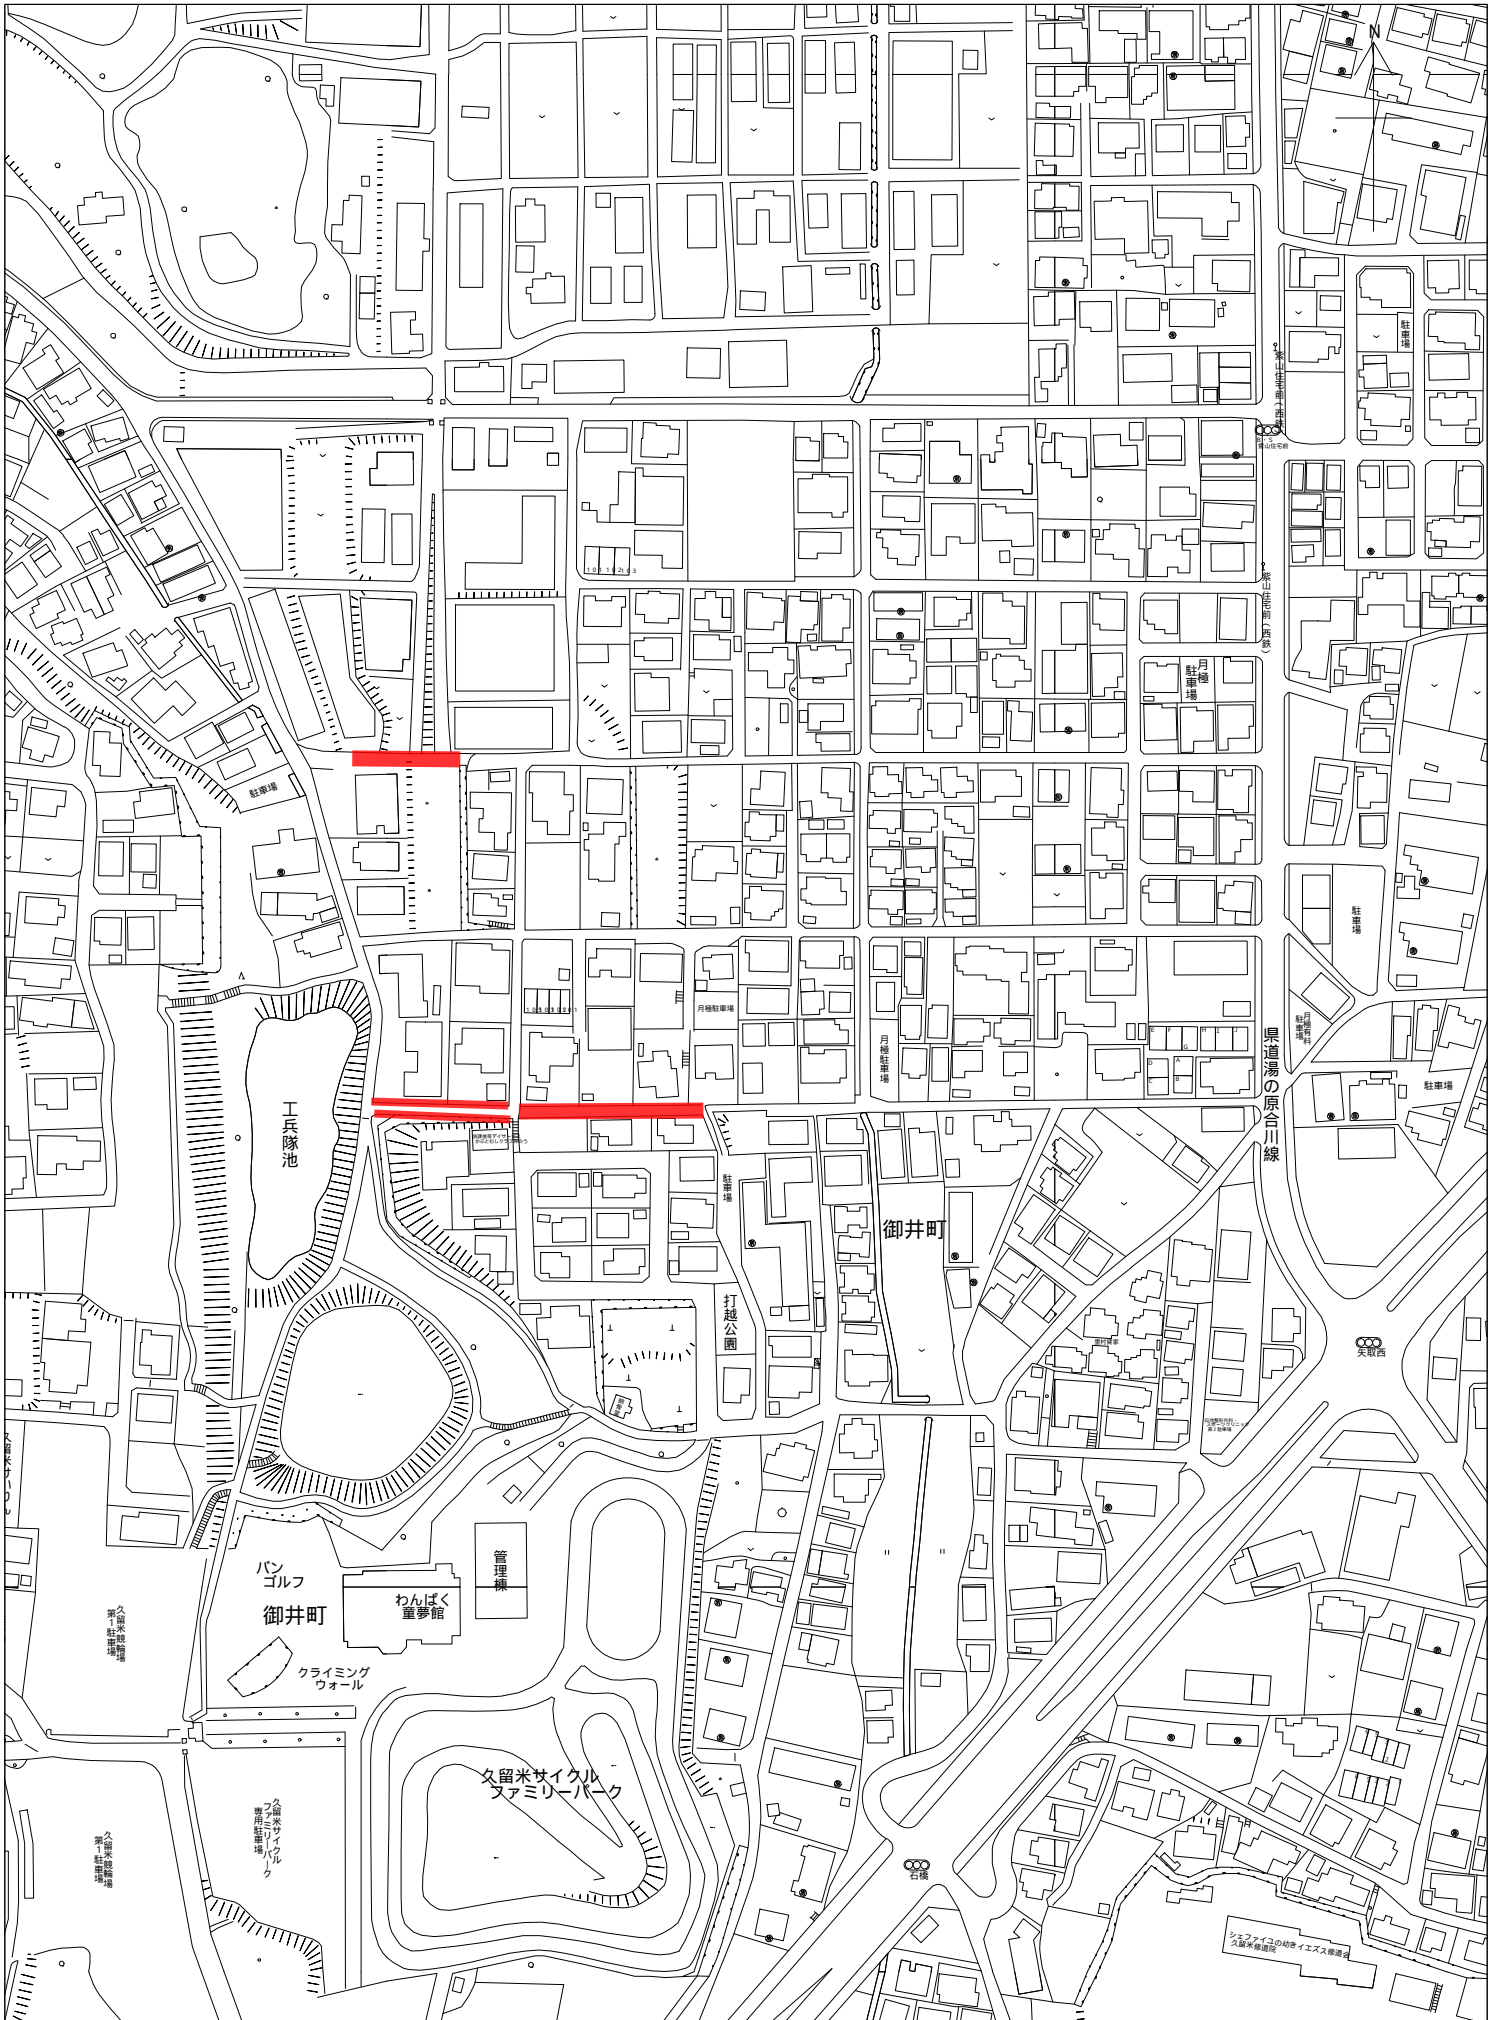 N
駐車場
紫山住宅前(西鉄)
B・S
101 102 103
紫山住宅前(西鉄)
月極
駐車場
駐車場
駐車場
月極駐車場
月極駐車場
月極有料
駐車場
E F G H I J
D A
C B
県道湯の原合川線
駐車場
工兵隊池
駐車場
御井町
打越公園
矢取西
管理棟
バン
ゴルフ
わんぱく
童夢館
御井町
久留米競輪場
第1駐車場
クライミング
ウォール
久留米サイクル
ファミリーパーク
久留米サイクル
ファミリーパーク
専用駐車場
久留米競輪場
第1駐車場
石橋
シェファイユの幼きイエズス修道会
久留米修道院